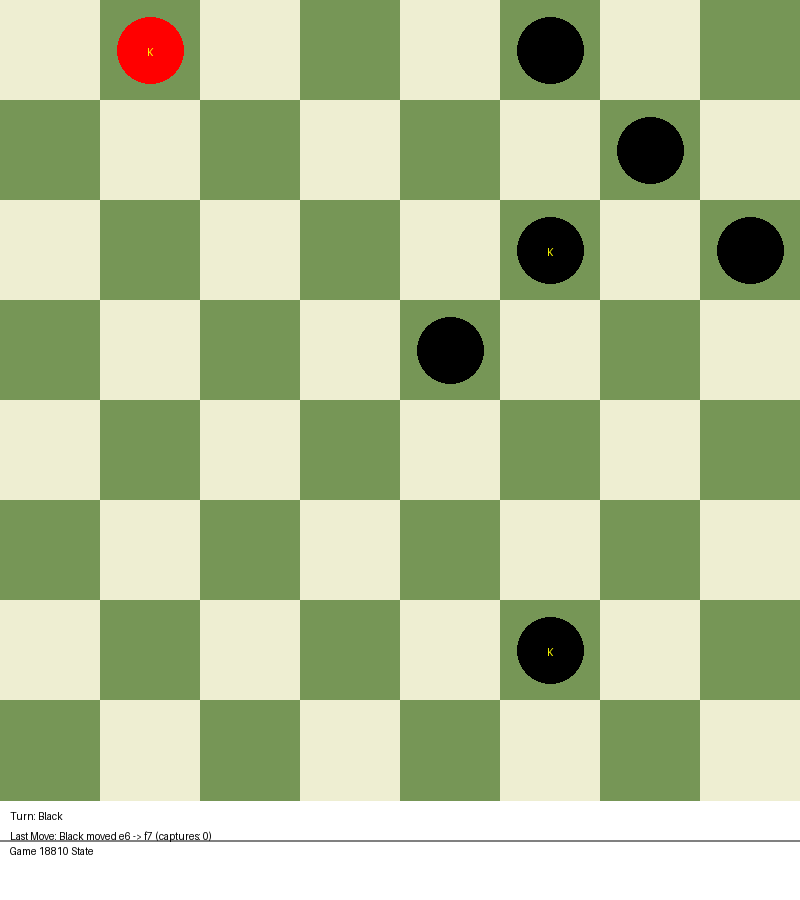 K
K
K
Turn: Black
Last Move: Black moved e6 -> f7 (captures: 0)
Game 18810 State